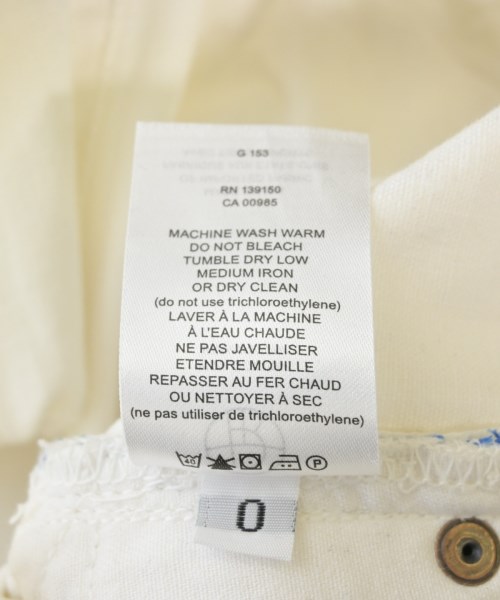 G 153
RN 139150
CA 00985
MACHINE WASH WARM
DO NOT BLEACH
TUMBLE DRY LOW
MEDIUM IRON
OR DRY CLEAN
(do not use trichloroethylene)
LAVER À LA MACHINE
À L'EAU CHAUDE
NE PAS JAVELLISER
ETENDRE MOUILLE
REPASSER AU FER CHAUD
OU NETTOYER À SEC
(ne pas utiliser de trichloroethylene)
40 P
0